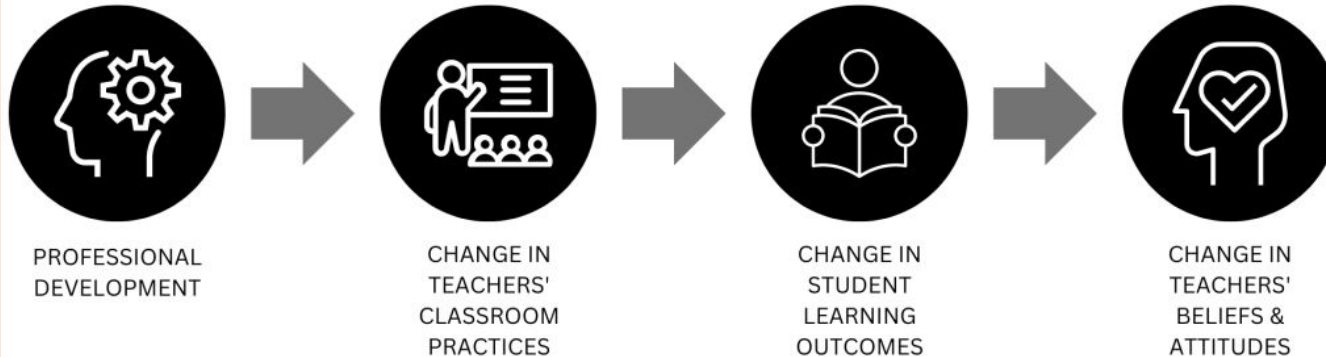 PROFESSIONAL
DEVELOPMENT
CHANGE IN
TEACHERS'
CLASSROOM
PRACTICES
CHANGE IN
STUDENT
LEARNING
OUTCOMES
CHANGE IN
TEACHERS'
BELIEFS &
ATTITUDES